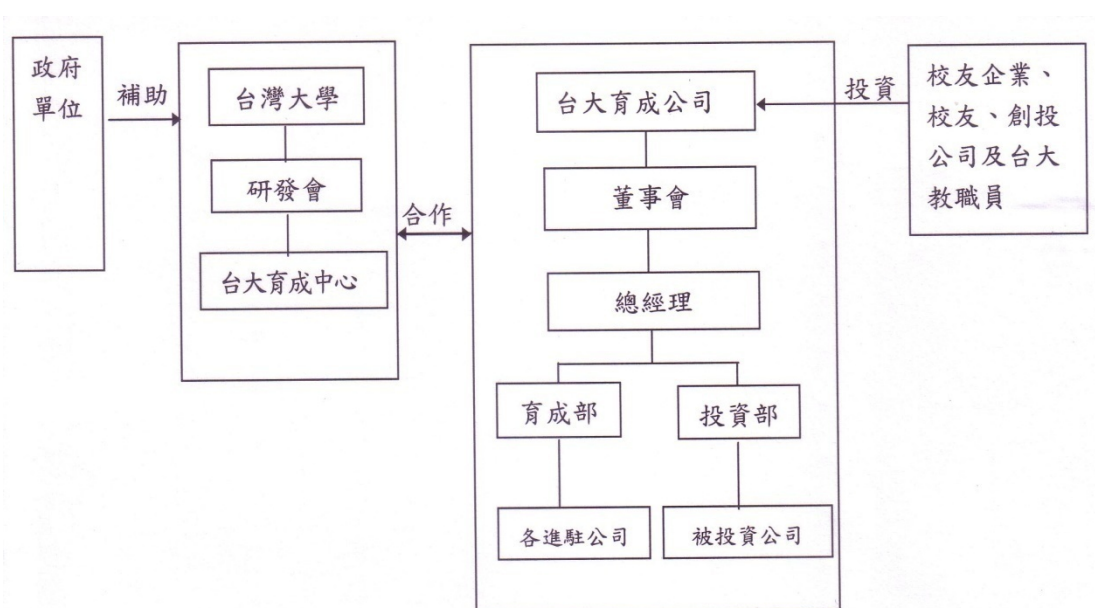 政府
單位
補助
台灣大學
研發會
台大育成中心
合作
台大育成公司
董事會
總經理
育成部
投資部
各進駐公司
被投資公司
投資
校友企業、
校友、創投
公司及台大
教職員